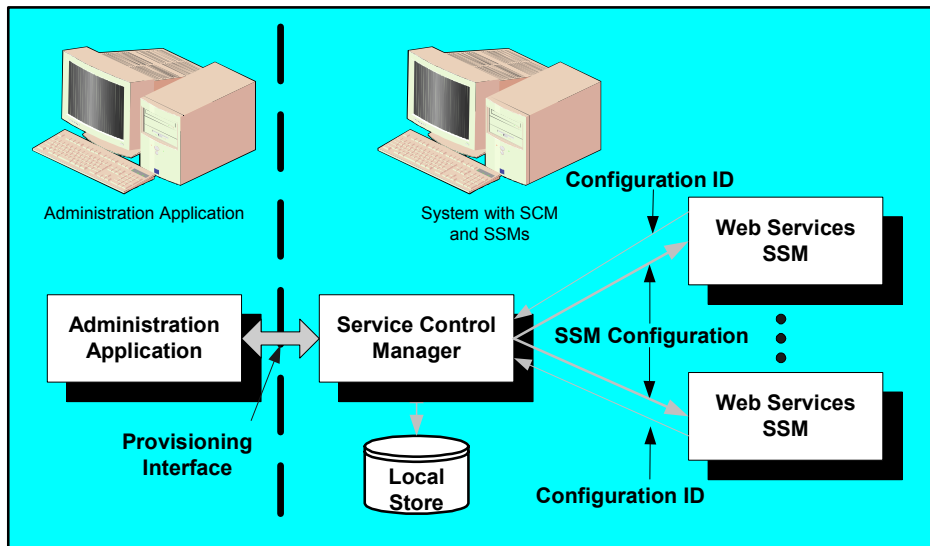 Administration Application
System with SCM
and SSMs
Configuration ID
Web Services
SSM
Administration
Application
Service Control
Manager
SSM Configuration
Web Services
SSM
Provisioning
Interface
Local
Store
Configuration ID